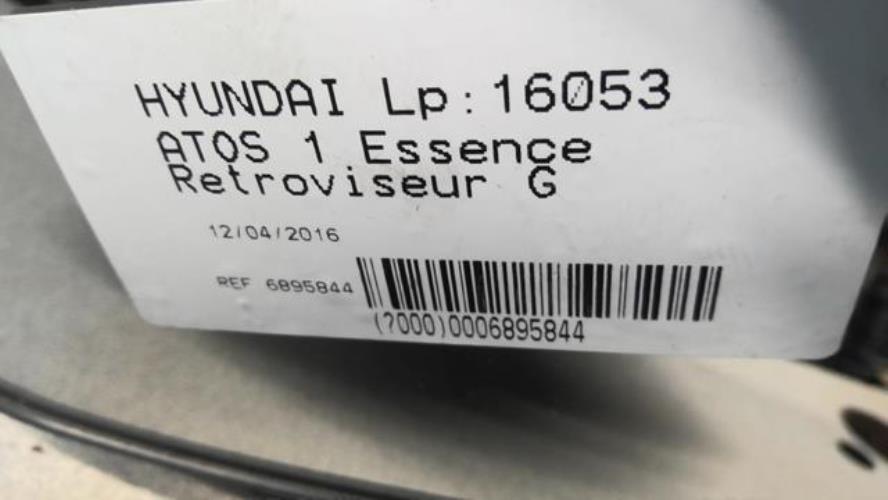 HYUNDAI Lp:16053
ATOS 1 Essence
Retroviseur G
12/04/2016
REF 6895844
(?000)0006895844